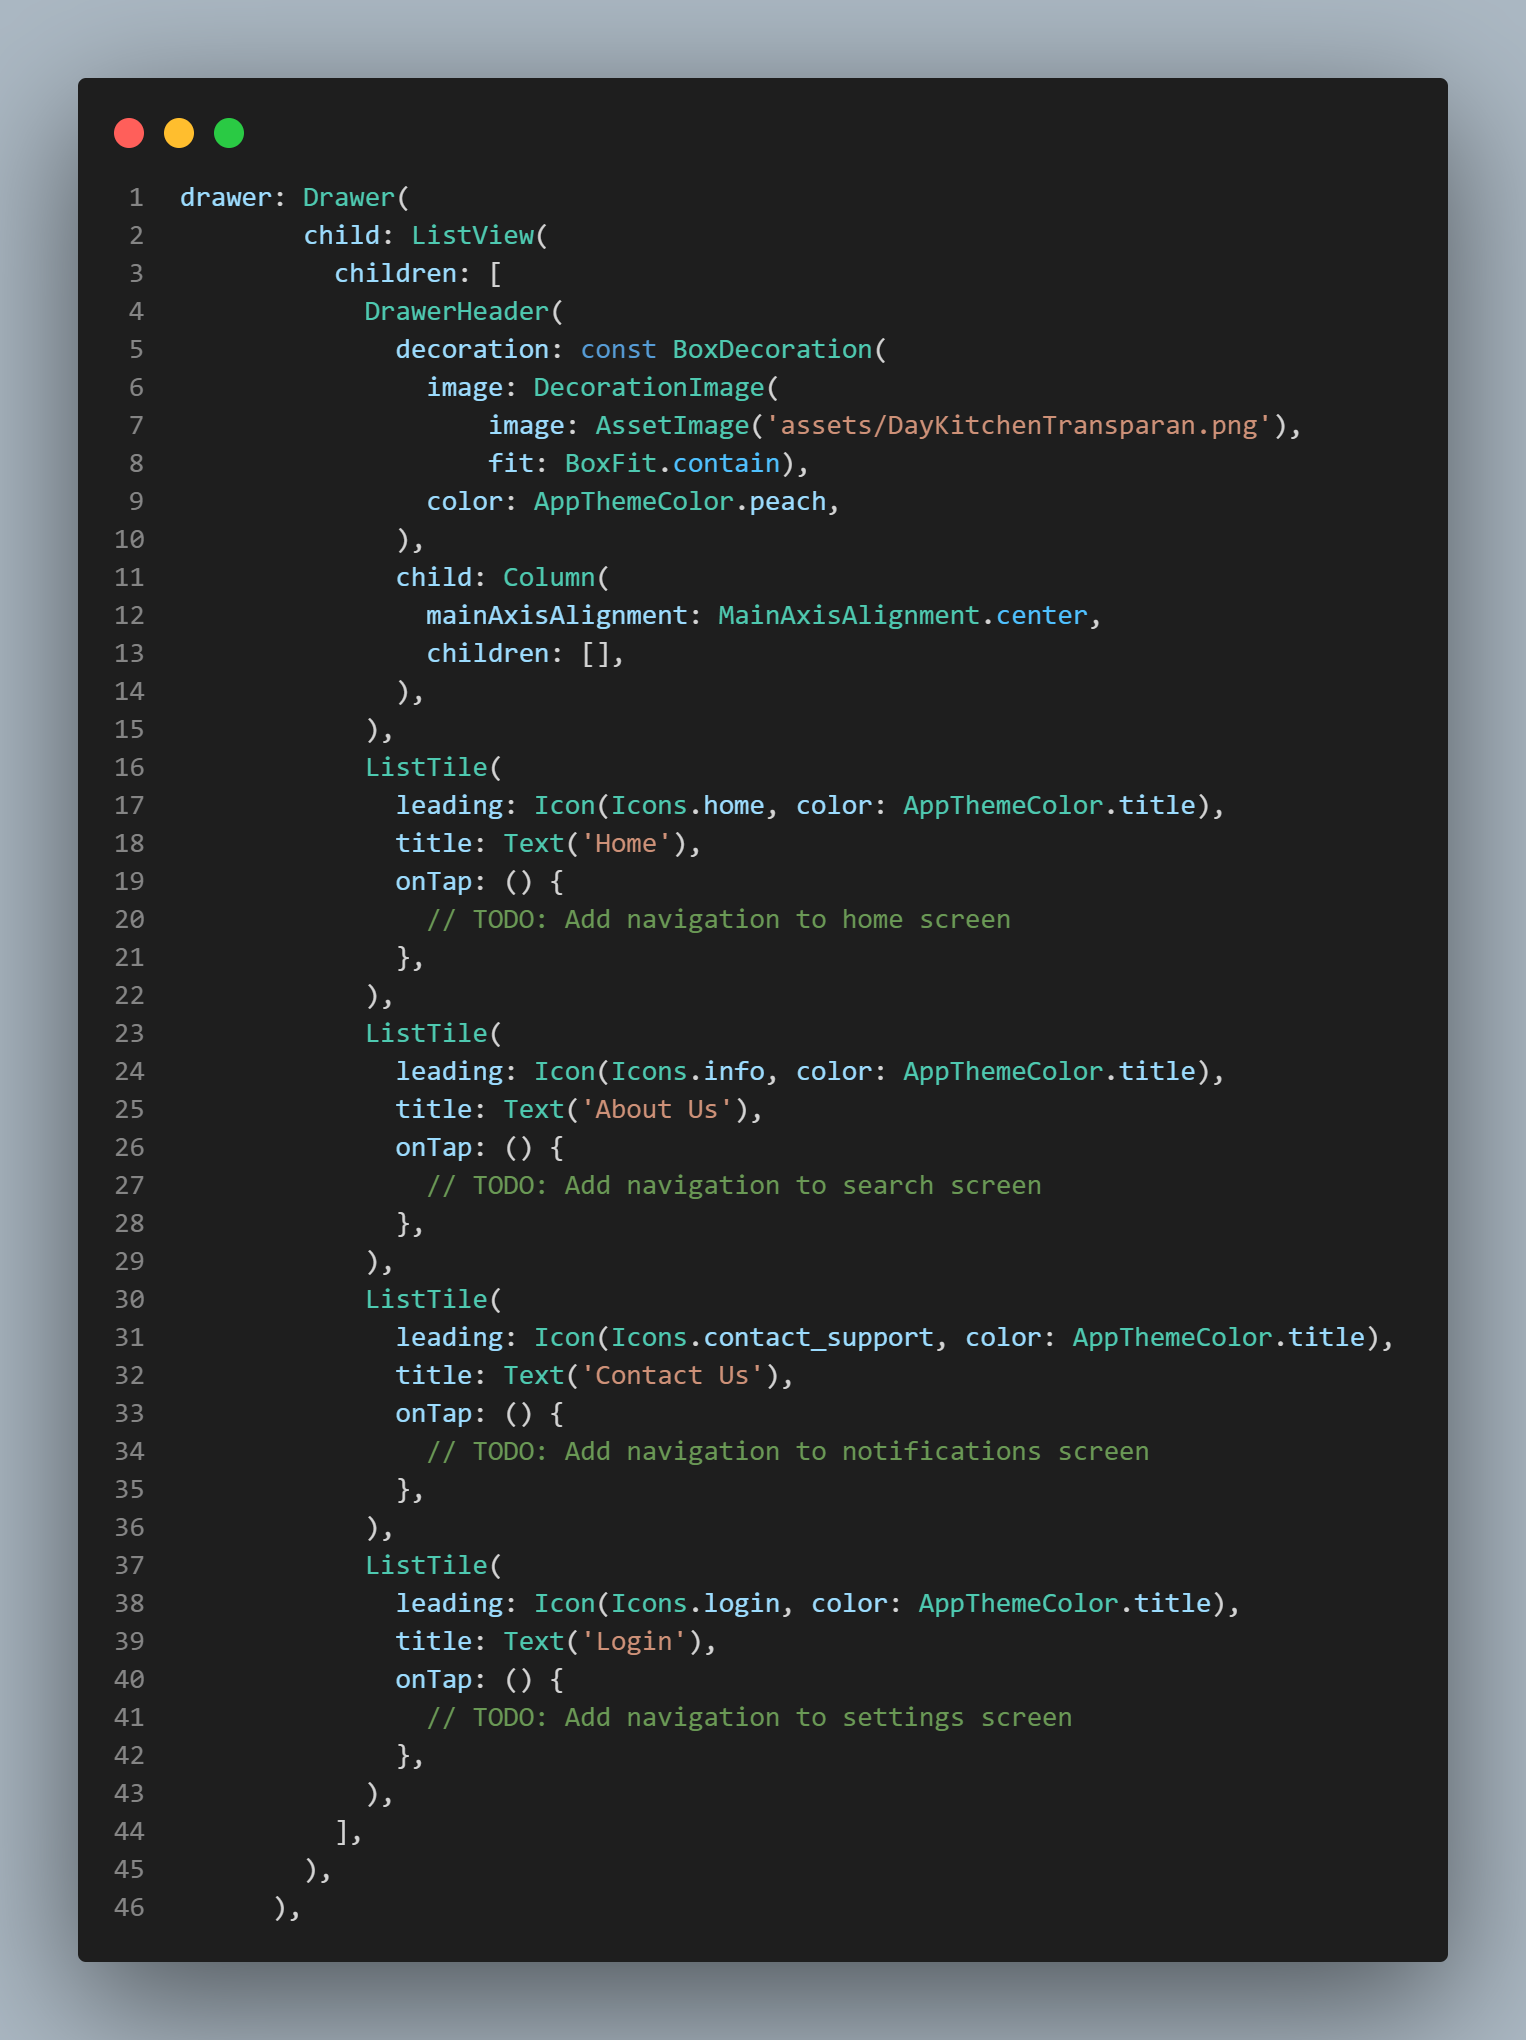 1 drawer: Drawer(
2         child: ListView(
3           children: [
4             DrawerHeader(
5               decoration: const BoxDecoration(
6                 image: DecorationImage(
7                     image: AssetImage('assets/DayKitchenTransparan.png'),
8                     fit: BoxFit.contain),
9                 color: AppThemeColor.peach,
10               ),
11               child: Column(
12                 mainAxisAlignment: MainAxisAlignment.center,
13                 children: [],
14               ),
15             ),
16             ListTile(
17               leading: Icon(Icons.home, color: AppThemeColor.title),
18               title: Text('Home'),
19               onTap: () {
20                 // TODO: Add navigation to home screen
21               },
22             ),
23             ListTile(
24               leading: Icon(Icons.info, color: AppThemeColor.title),
25               title: Text('About Us'),
26               onTap: () {
27                 // TODO: Add navigation to search screen
28               },
29             ),
30             ListTile(
31               leading: Icon(Icons.contact_support, color: AppThemeColor.title),
32               title: Text('Contact Us'),
33               onTap: () {
34                 // TODO: Add navigation to notifications screen
35               },
36             ),
37             ListTile(
38               leading: Icon(Icons.login, color: AppThemeColor.title),
39               title: Text('Login'),
40               onTap: () {
41                 // TODO: Add navigation to settings screen
42               },
43             ),
44           ],
45         ),
46       ),